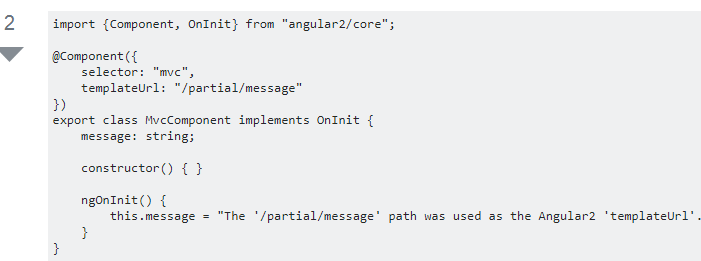 2
import {Component, OnInit} from "angular2/core";
@Component({
    selector: "mvc",
    templateUrl: "/partial/message"
})
export class MvcComponent implements OnInit {
    message: string;
    constructor() { }
    ngOnInit() {
        this.message = "The '/partial/message' path was used as the Angular2 'templateUrl'.
    }
}